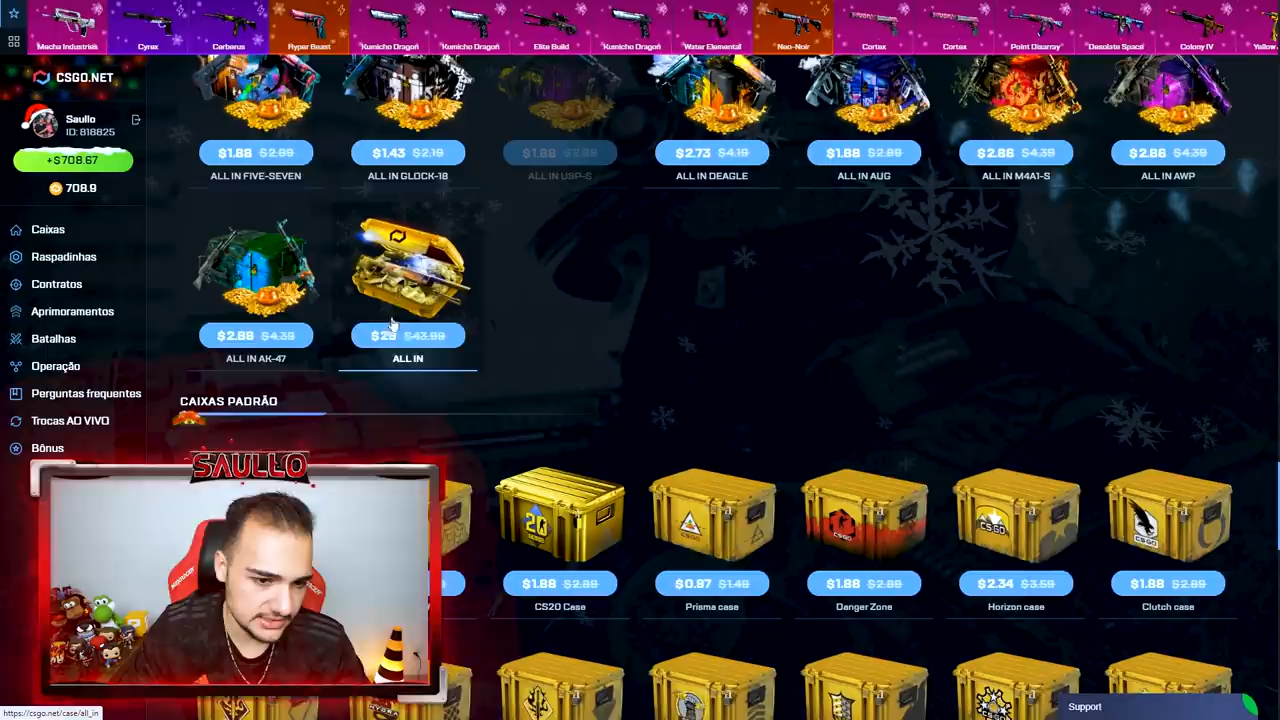 Mecha Industries
Cyrex
Cerberus
Hyper Beast
Kumicho Dragon
Kumicho Dragon
Elite Build
Kumicho Dragon
Water Elemental
Neo-Noir
Cortex
Cortex
Point Disarray
Desolate Space
Colony IV
Yellow
CSGO.NET
Saullo
ID: 816825
+$708.67
708.9
Caixas
Raspadinhas
Contratos
Aprimoramentos
Batalhas
Operação
Perguntas frequentes
Trocas AO VIVO
Bônus
$1.88 $2.89
$1.43 $2.19
$1.88 $2.89
$2.73 $4.19
$1.88 $2.89
$2.86 $4.39
$2.86 $4.39
ALL IN FIVE-SEVEN
ALL IN GLOCK-18
ALL IN USP-S
ALL IN DEAGLE
ALL IN AUG
ALL IN M4A1-S
ALL IN AWP
$2.86 $4.39
$43.99
ALL IN AK-47
ALL IN
CAIXAS PADRÃO
$1.88 $2.89
$0.97 $1.49
$1.88 $2.89
$2.34 $3.59
$1.88 $2.89
CS20 Case
Prisma case
Danger Zone
Horizon case
Clutch case
SAULLO
Support
https://csgo.net/case/all_in